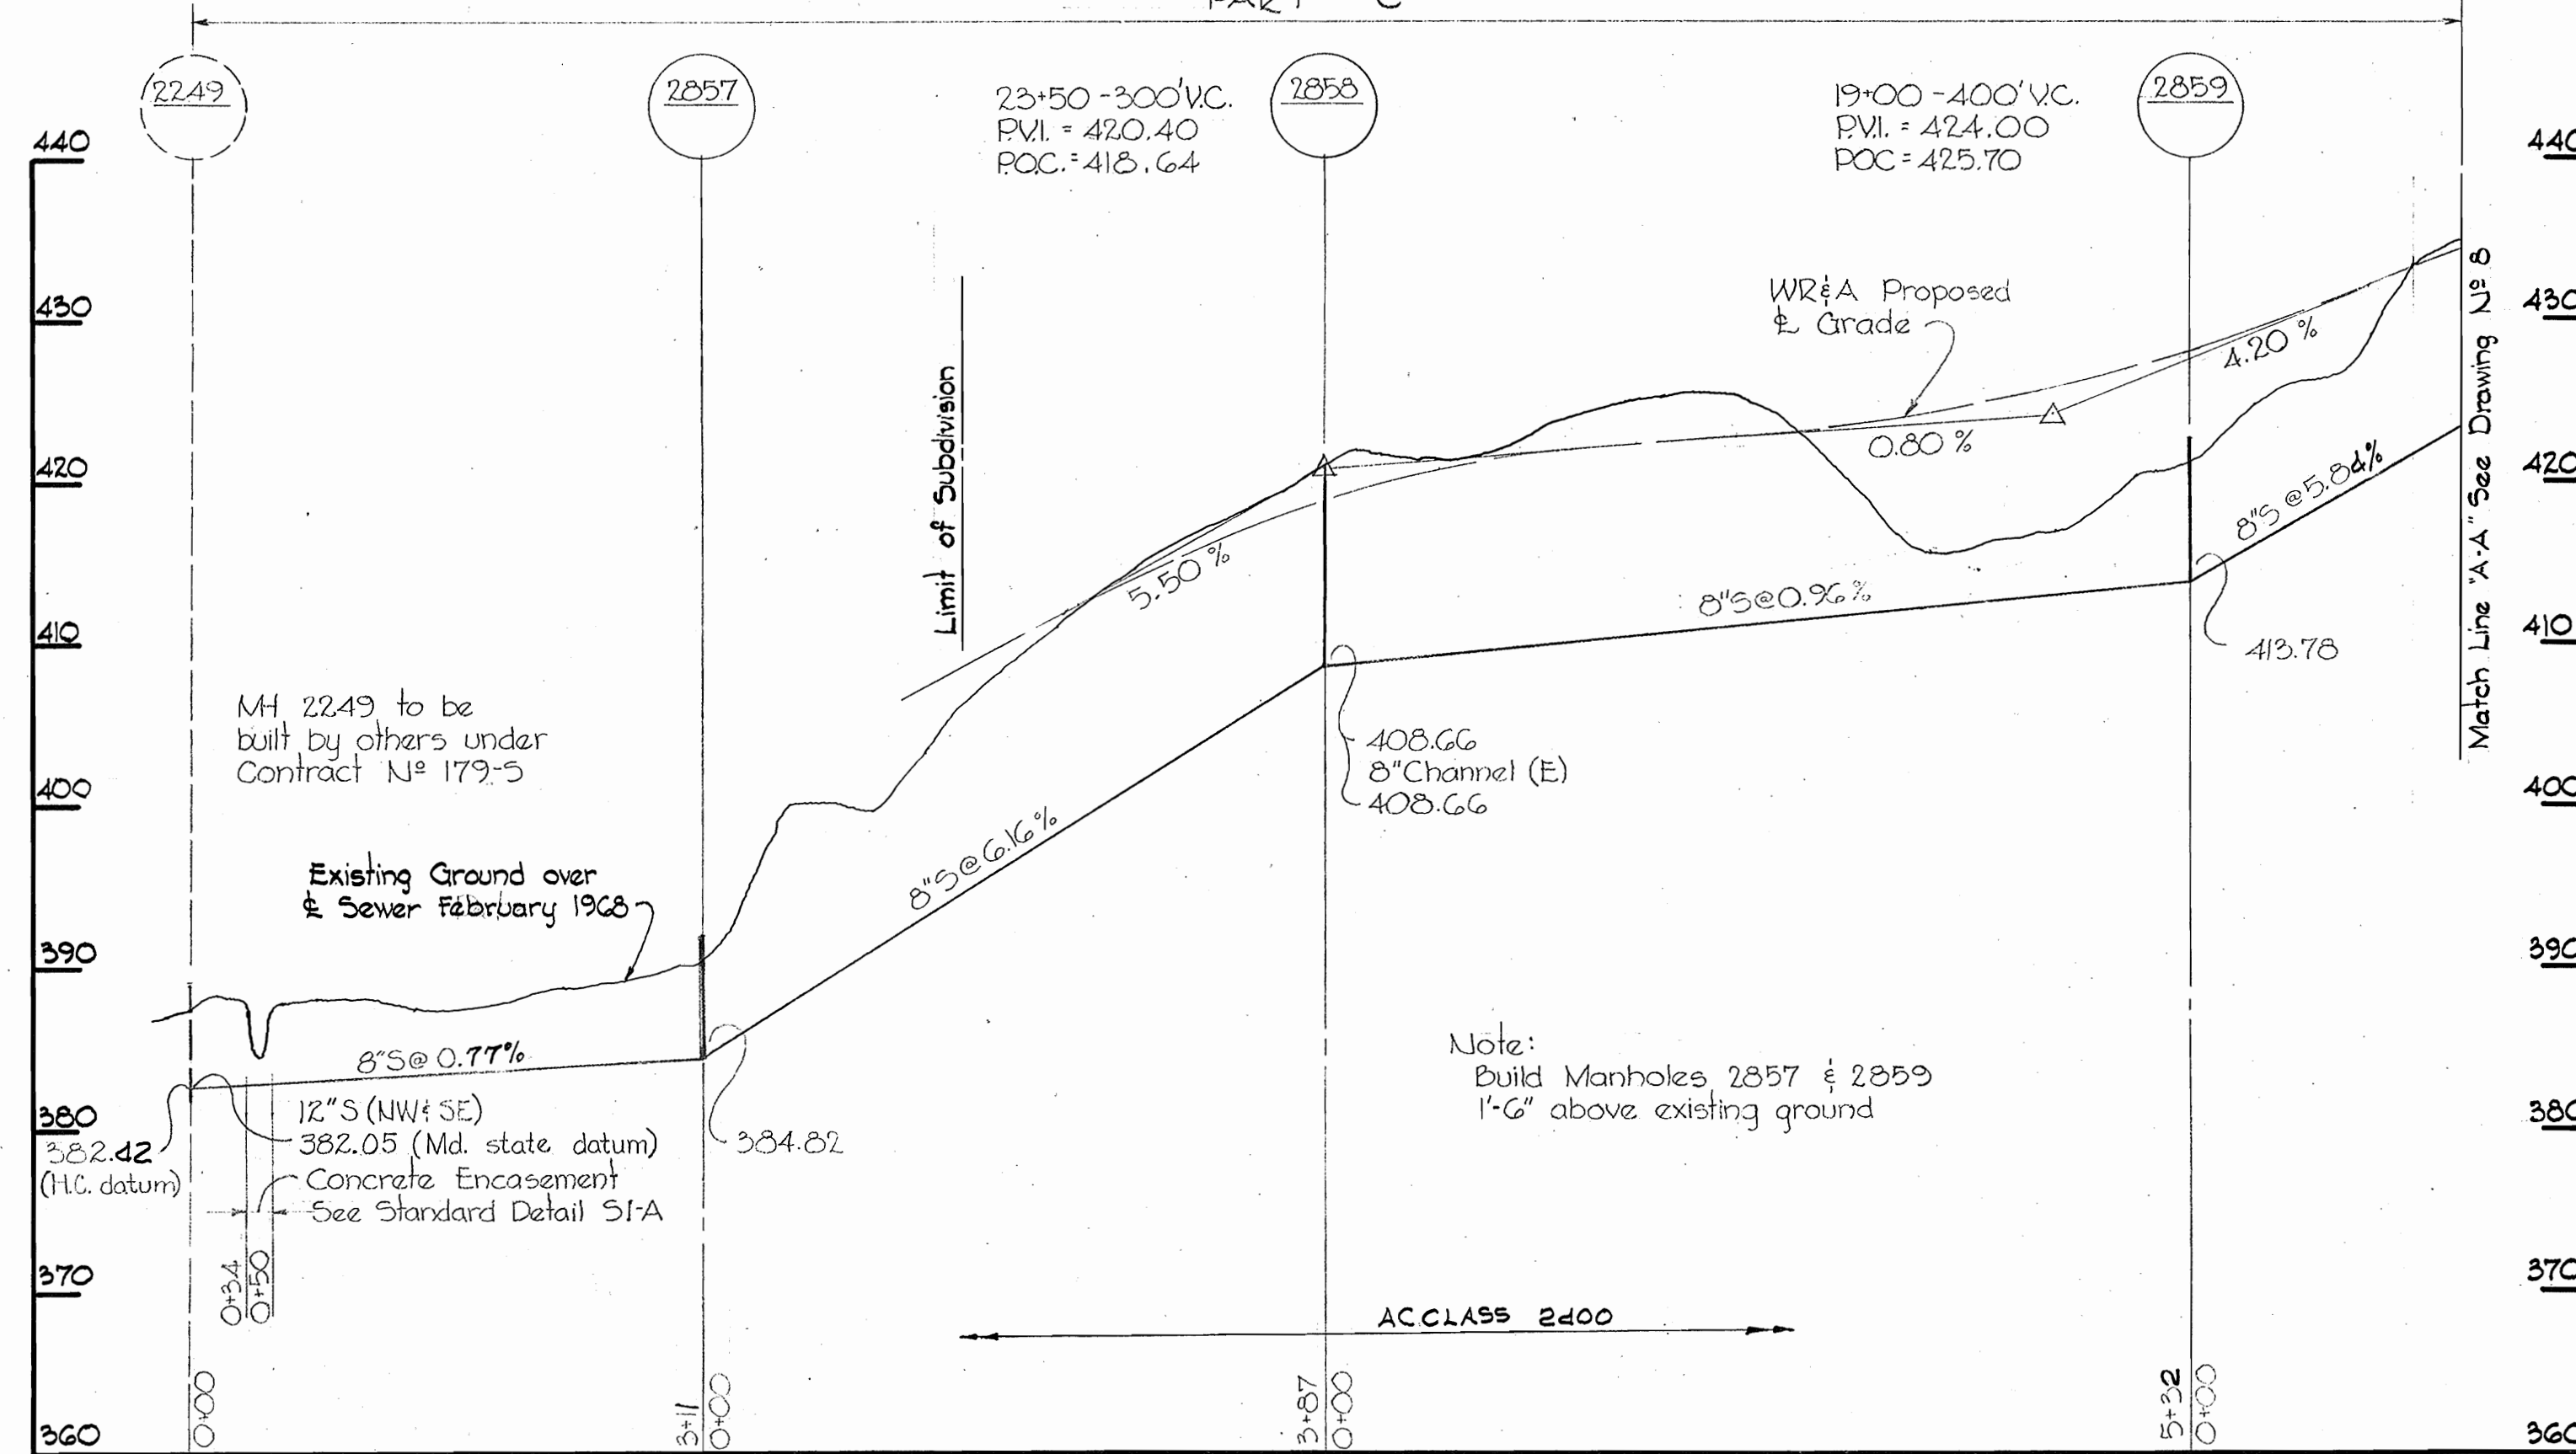 PART C
2249
2857
23+50 -300' V.C.
P.V.I. = 420.40
P.O.C. = 418.64
2858
19+00 -400' V.C.
P.V.I. = 424.00
POC = 425.70
2859
440
430
420
410
400
390
380
370
360
440
430
420
410
400
390
380
370
360
WR&A Proposed
℄ Grade
4.20 %
0.80 %
5.50 %
Limit of Subdivision
8"S @ 5.84%
8"S@0.96%
413.78
Match Line "A-A" See Drawing Nº 8
MH 2249 to be
built by others under
Contract Nº 179-S
408.66
8" Channel (E)
408.66
8"S@6.16%
Existing Ground over
℄ Sewer February 1968
8"S@ 0.77%
384.82
12" S (NW & SE)
382.05 (Md. state datum)
382.42
(H.C. datum)
Concrete Encasement
See Standard Detail S1-A
0+34
0+50
Note:
Build Manholes 2857 & 2859
1'-6" above existing ground
AC CLASS 2400
0+00
3+11
0+00
3+87
0+00
5+32
0+00